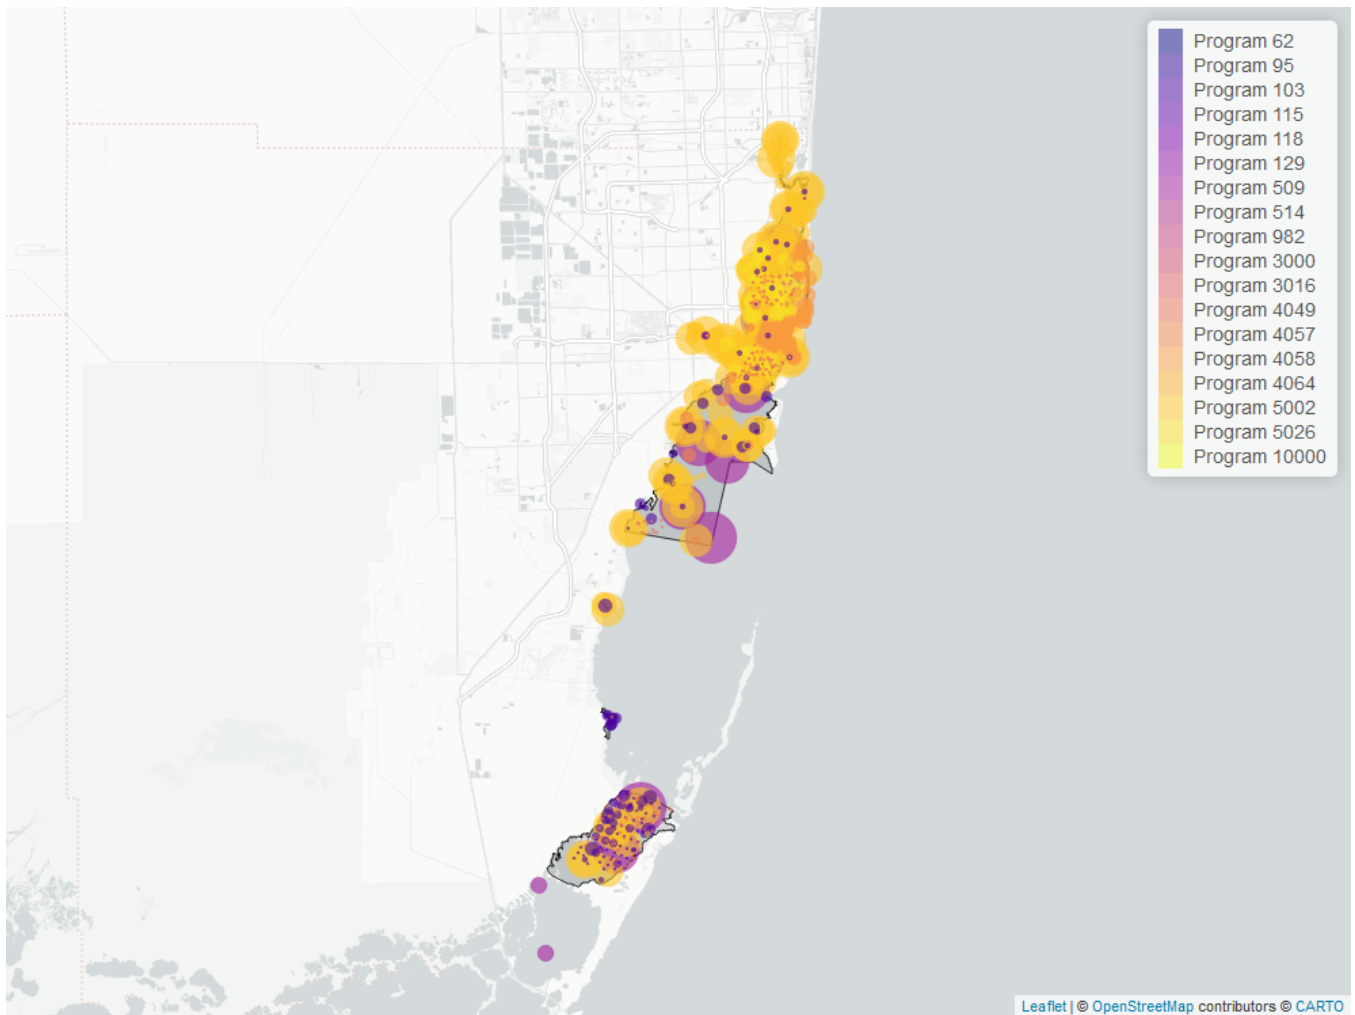 Program 62
Program 95
Program 103
Program 115
Program 118
Program 129
Program 509
Program 514
Program 982
Program 3000
Program 3016
Program 4049
Program 4057
Program 4058
Program 4064
Program 5002
Program 5026
Program 10000
Leaflet | © OpenStreetMap contributors © CARTO